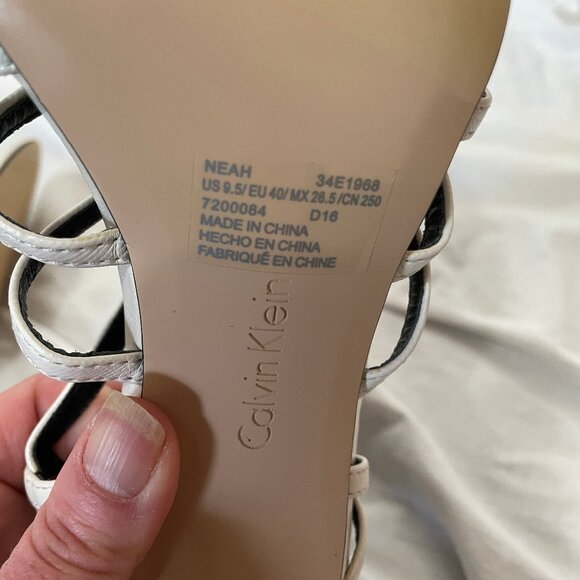 NEAH 34E1968
US 9.5/ EU 40/ MX 26.5 /CN 250
7200084 D16
MADE IN CHINA
HECHO EN CHINA
FABRIQUÉ EN CHINE
Calvin Klein